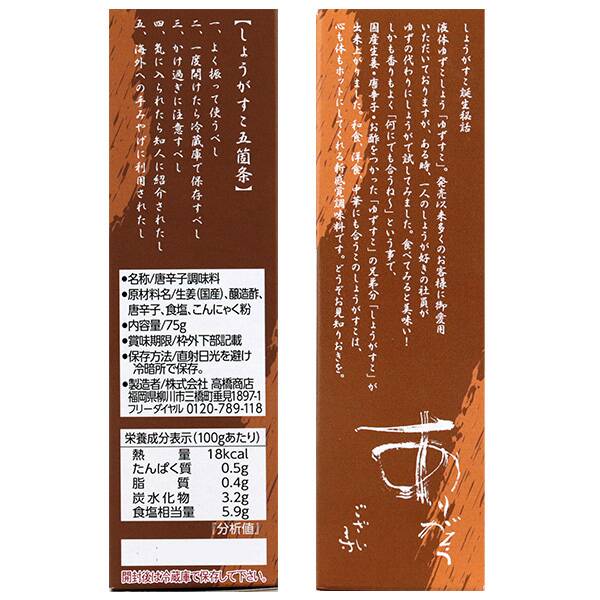 【しょうがすこ五箇条】
一、よく振って使うべし
二、一度開けたら冷蔵庫で保存すべし
三、かけ過ぎに注意すべし
四、気に入られたら知人に紹介されたし
五、海外への手みやげに利用されたし
●名称/唐辛子調味料
●原材料名/生姜(国産)、醸造酢、
唐辛子、食塩、こんにゃく粉
●内容量/75g
●賞味期限/枠外下部記載
●保存方法/直射日光を避け
冷暗所で保存。
●製造者/株式会社 高橋商店
福岡県柳川市三橋町垂見1897-1
フリーダイヤル 0120-789-118
栄養成分表示(100gあたり)
熱量 18kcal
たんぱく質 0.5g
脂質 0.4g
炭水化物 3.2g
食塩相当量 5.9g
『分析値』
開封後は冷蔵庫で保存して下さい。
しょうがすこ誕生秘話
液体ゆずこしょう「ゆずすこ」。発売以来多くのお客様に御愛用
いただいておりますが、ある時、一人のしょうが好きの社員が
ゆずの代わりにしょうがで試してみました。食べてみると美味い!
しかも香りもよく「何にでも合うね〜」という事で、
国産生姜・唐辛子・お酢をつかった「ゆずすこ」の兄弟分「しょうがすこ」が
出来上がりました。和食、洋食、中華にも合うこのしょうがすこは、
心も体もホットにしてくれる新感覚調味料です。どうぞお見知りおきを。
ありがとう
ございます